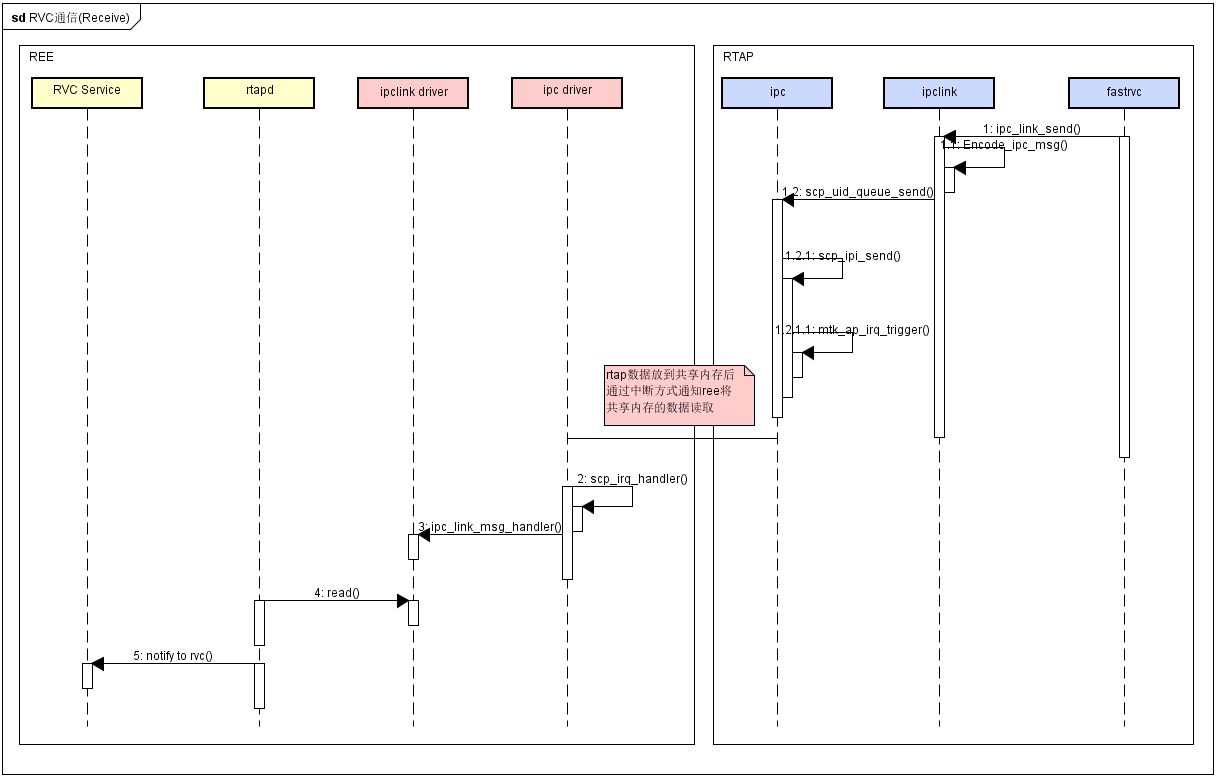 sd RVC通信(Receive)
REE
RTAP
RVC Service
rtapd
ipclink driver
ipc driver
ipc
ipclink
fastrvc
1: ipc_link_send()
1.1: Encode_ipc_msg()
1.2: scp_uid_queue_send()
1.2.1: scp_ipi_send()
1.2.1.1: mtk_ap_irq_trigger()
rtap数据放到共享内存后
通过中断方式通知ree将
共享内存的数据读取
2: scp_irq_handler()
3: ipc_link_msg_handler()
4: read()
5: notify to rvc()